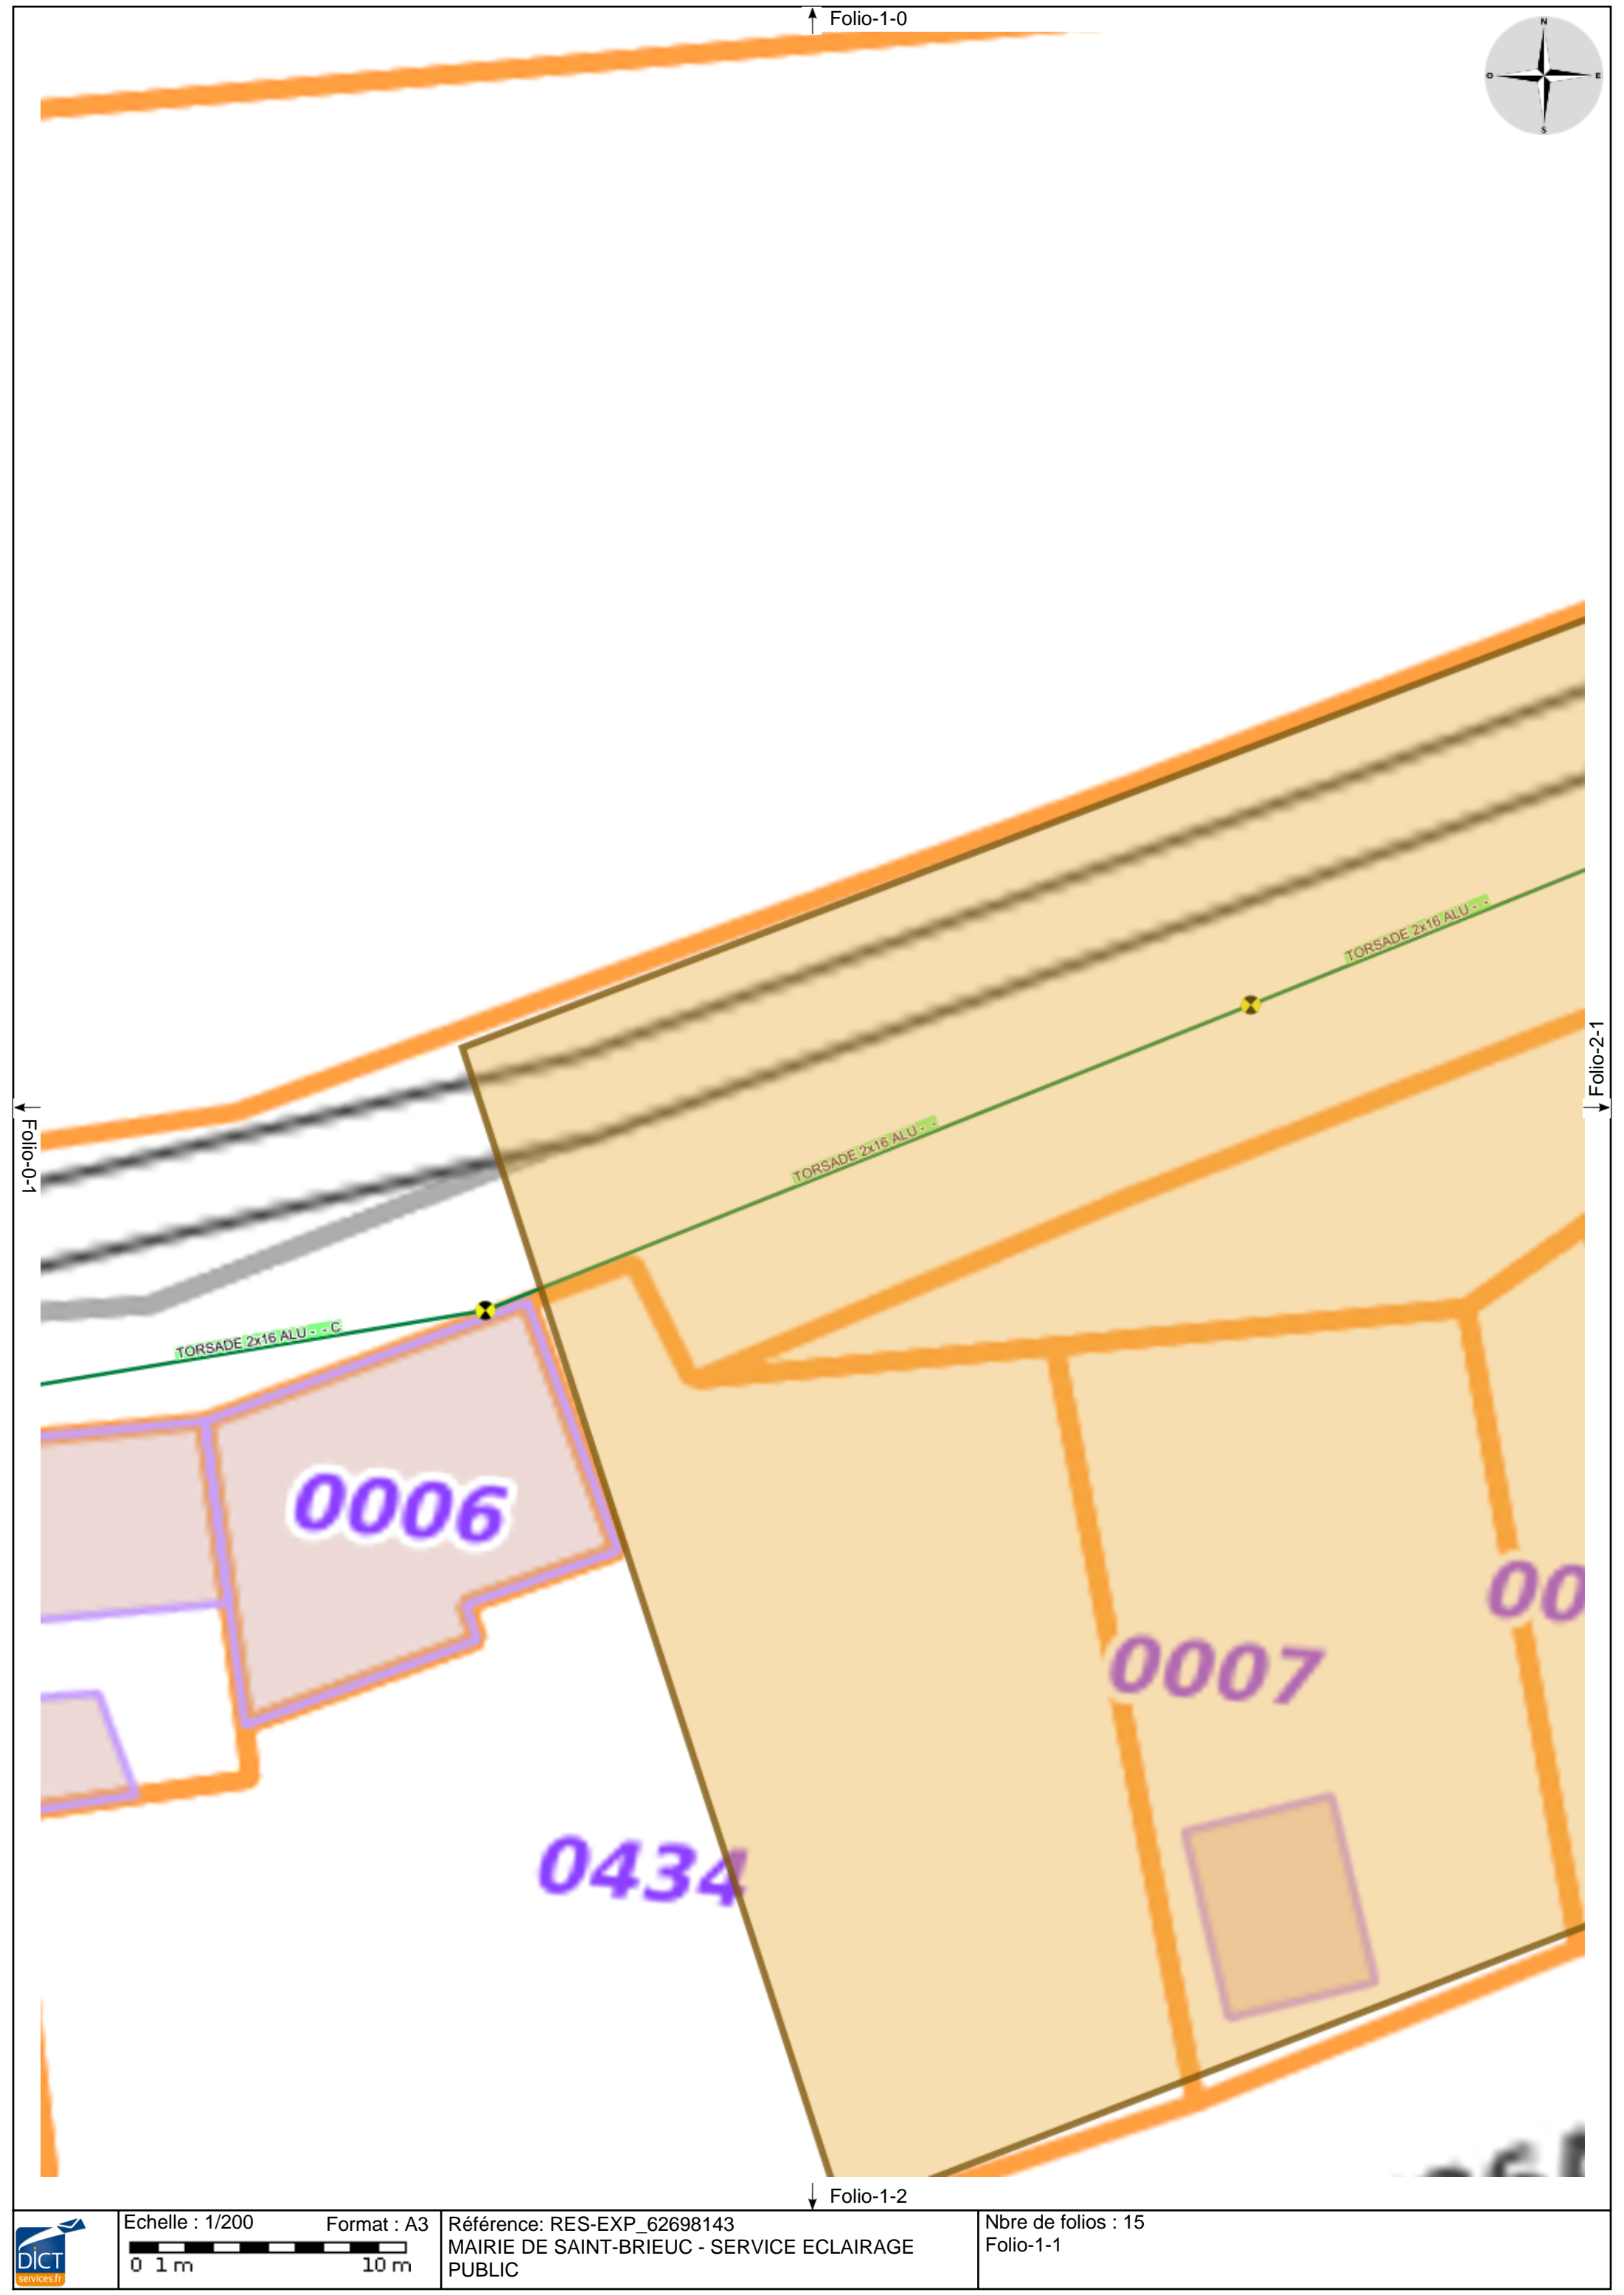 Folio-1-0
N
O
E
S
TORSADE 2x16 ALU - -
Folio-2-1
TORSADE 2x16 ALU - -
Folio-0-1
TORSADE 2x16 ALU - - C
0006
00
0007
0434
Folio-1-2
Echelle : 1/200
Format : A3
0 1 m 10 m
Référence: RES-EXP_62698143
MAIRIE DE SAINT-BRIEUC - SERVICE ECLAIRAGE
PUBLIC
Nbre de folios : 15
Folio-1-1
DiCT
services.fr